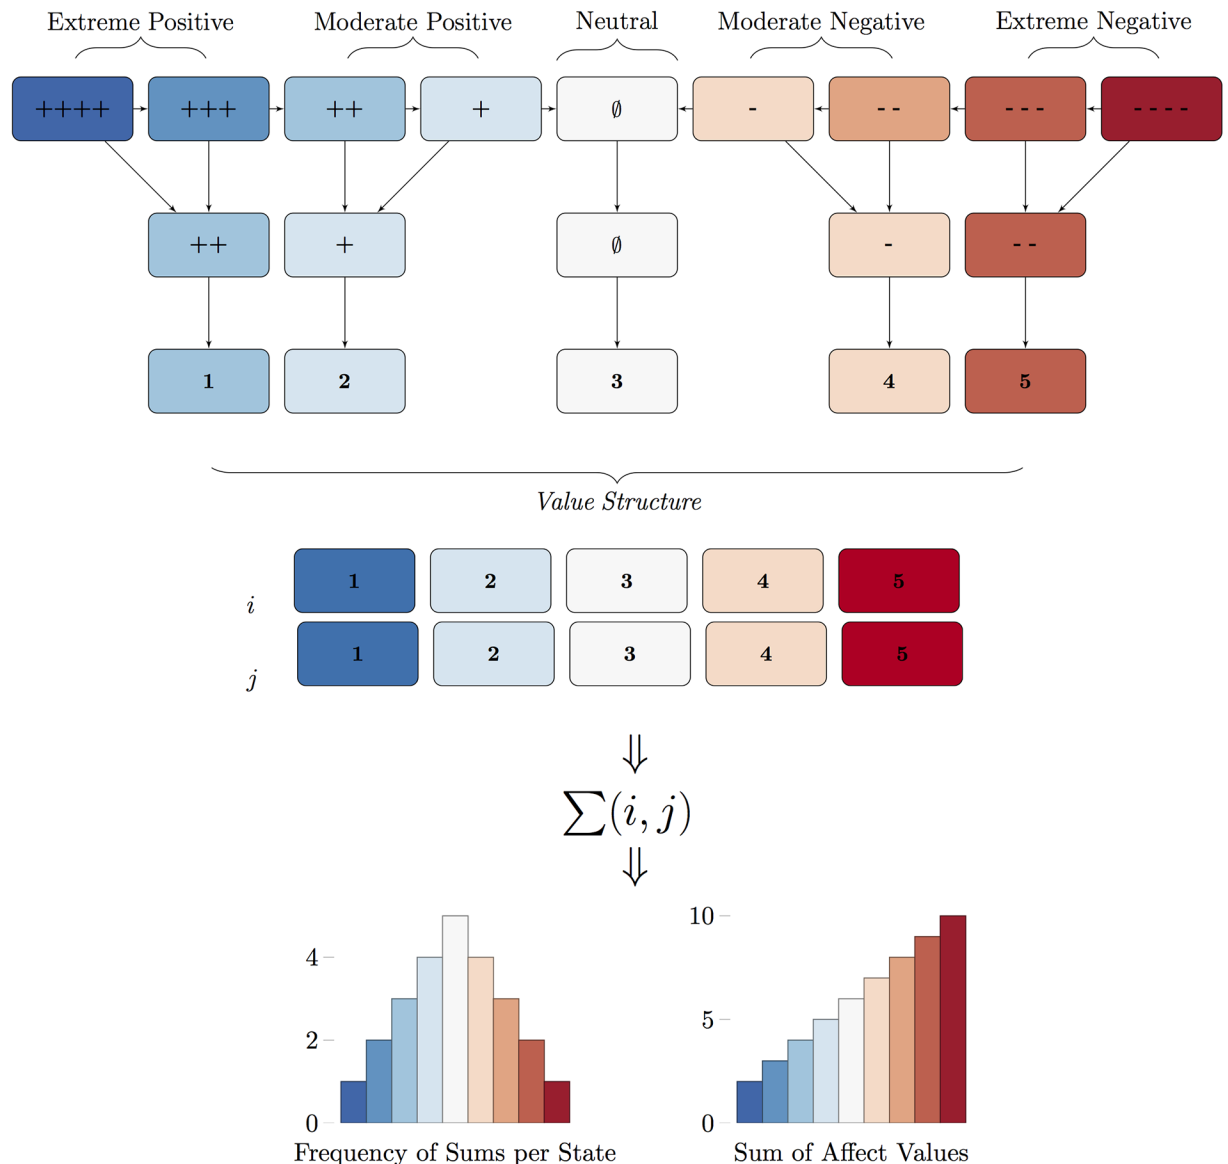 Extreme Positive Moderate Positive Neutral Moderate Negative Extreme Negative
++++ +++ ++ + ∅ - -- --- ----
++ + ∅ - --
1 2 3 4 5
Value Structure
1 2 3 4 5
i
1 2 3 4 5
j
⇓
∑(i, j)
⇓
4
2
0
Frequency of Sums per State
10
5
0
Sum of Affect Values